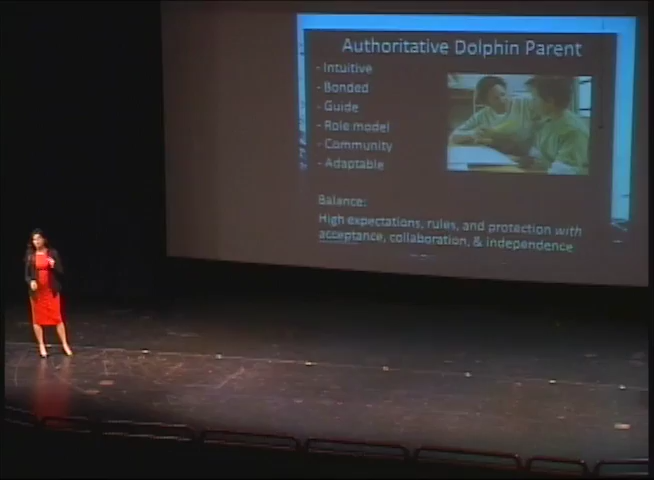 Authoritative Dolphin Parent
- Intuitive
- Bonded
- Guide
- Role model
- Community
- Adaptable
Balance:
High expectations, rules, and protection with
acceptance, collaboration, & independence